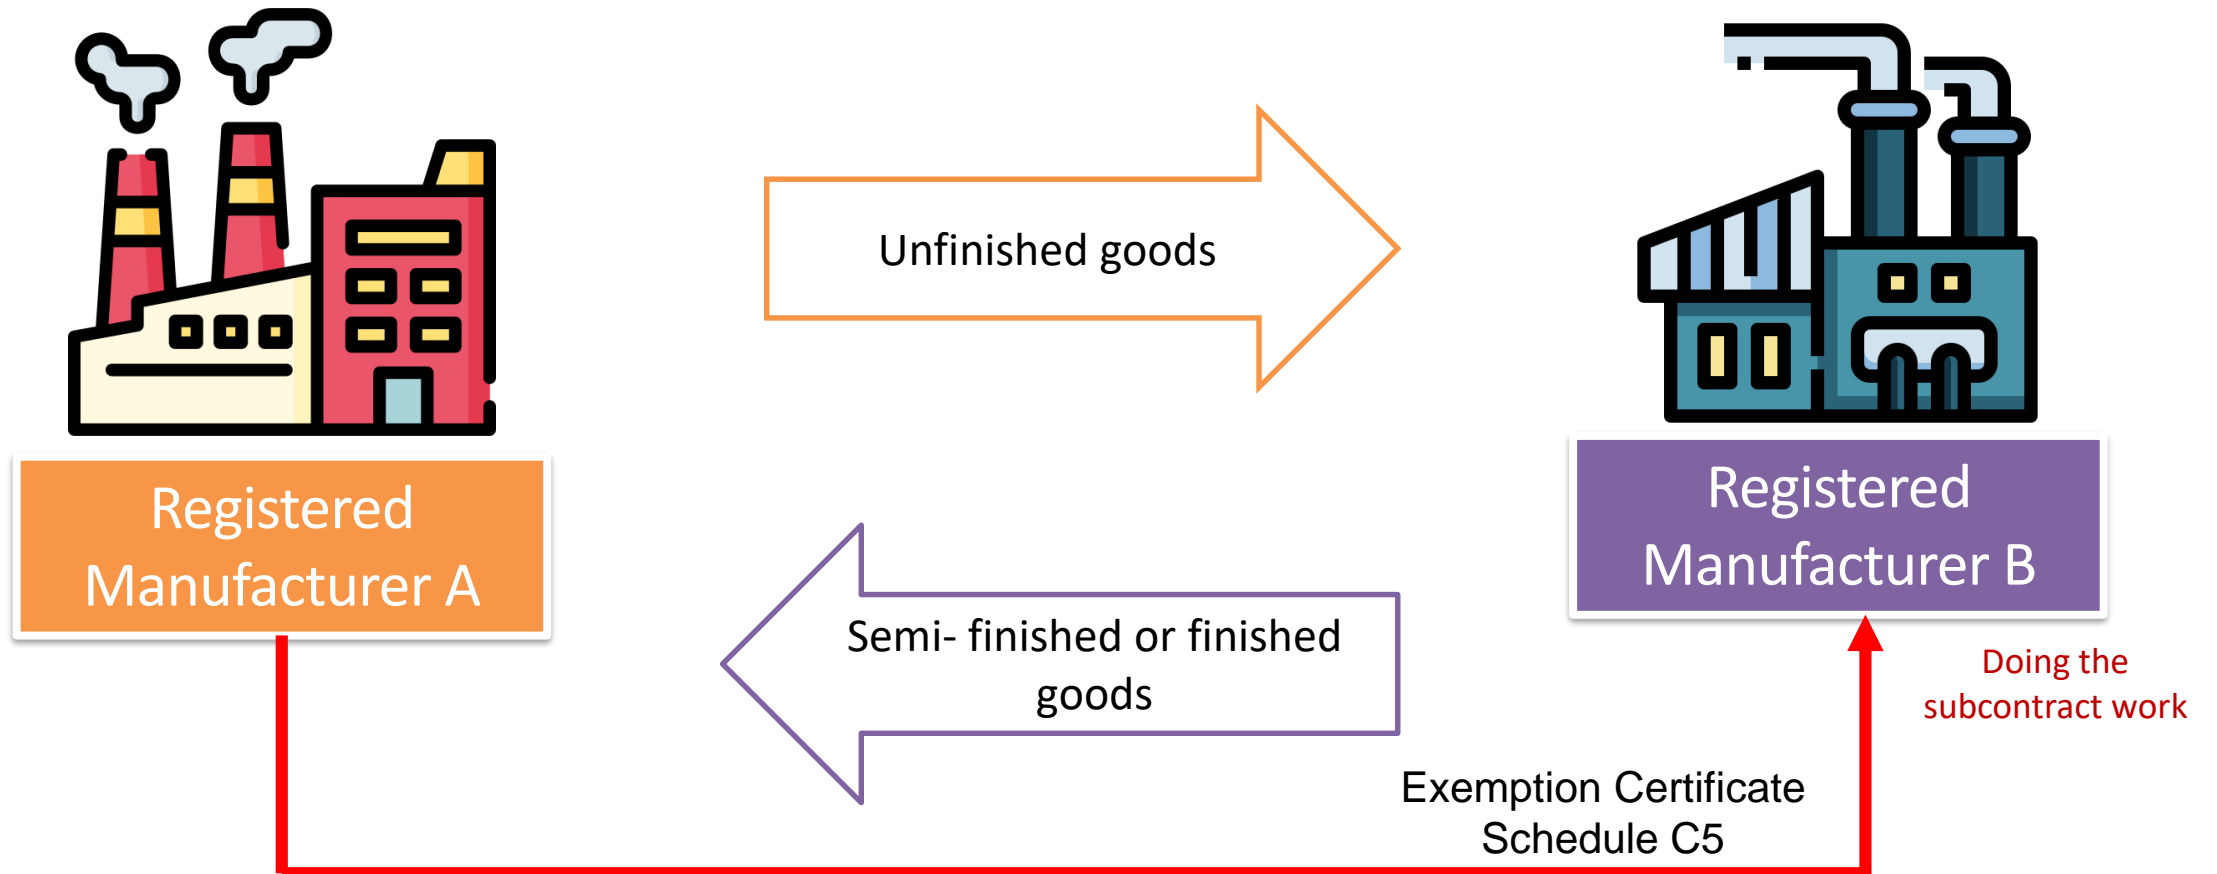 Unfinished goods
Registered
Manufacturer A
Registered
Manufacturer B
Semi- finished or finished
goods
Doing the
subcontract work
Exemption Certificate
Schedule C5